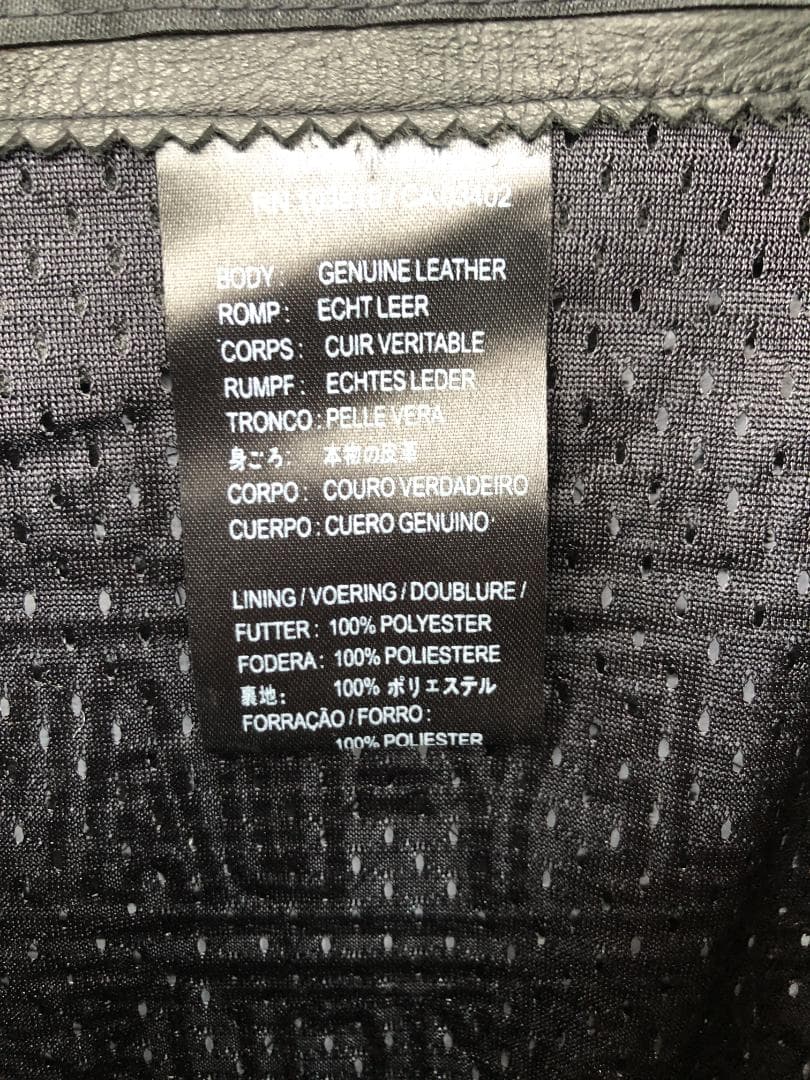 BODY: GENUINE LEATHER
ROMP: ECHT LEER
CORPS: CUIR VERITABLE
RUMPF: ECHTES LEDER
TRONCO: PELLE VERA
身ごろ: 本物の皮革
CORPO: COURO VERDADEIRO
CUERPO: CUERO GENUINO
LINING / VOERING / DOUBLURE /
FUTTER: 100% POLYESTER
FODERA: 100% POLIESTERE
裏地: 100% ポリエステル
FORRAÇÃO / FORRO:
100% POLIESTER